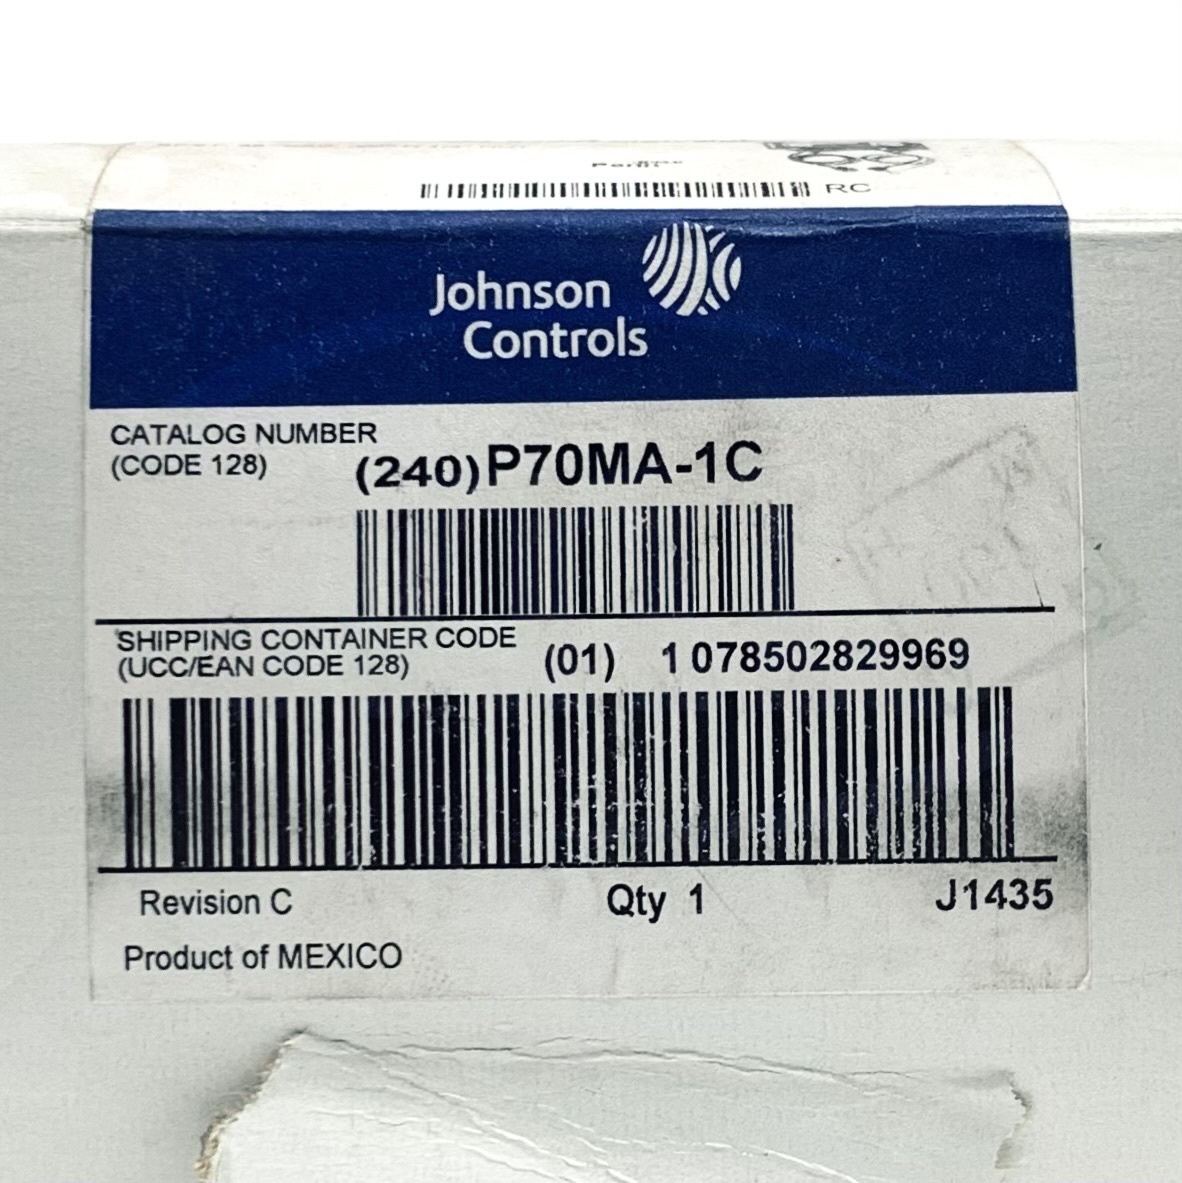 RC
Johnson
Controls
CATALOG NUMBER
(CODE 128)
(240)P70MA-1C
SHIPPING CONTAINER CODE
(UCC/EAN CODE 128)
(01) 1 078502829969
Revision C
Qty 1
J1435
Product of MEXICO